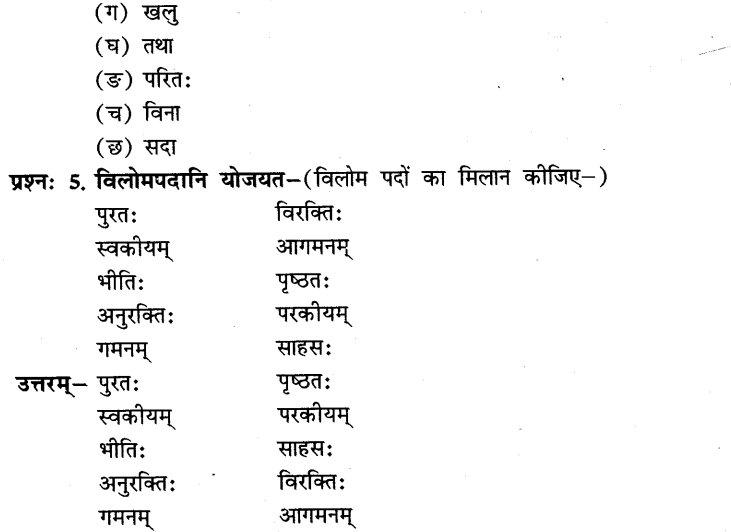 (ग) खलु
(घ) तथा
(ङ) परितः
(च) विना
(छ) सदा
प्रश्नः 5. विलोमपदानि योजयत–(विलोम पदों का मिलान कीजिए–)
पुरतः विरक्तिः
स्वकीयम् आगमनम्
भीतिः पृष्ठतः
अनुरक्तिः परकीयम्
गमनम् साहसः
उत्तरम्– पुरतः पृष्ठतः
स्वकीयम् परकीयम्
भीतिः साहसः
अनुरक्तिः विरक्तिः
गमनम् आगमनम्